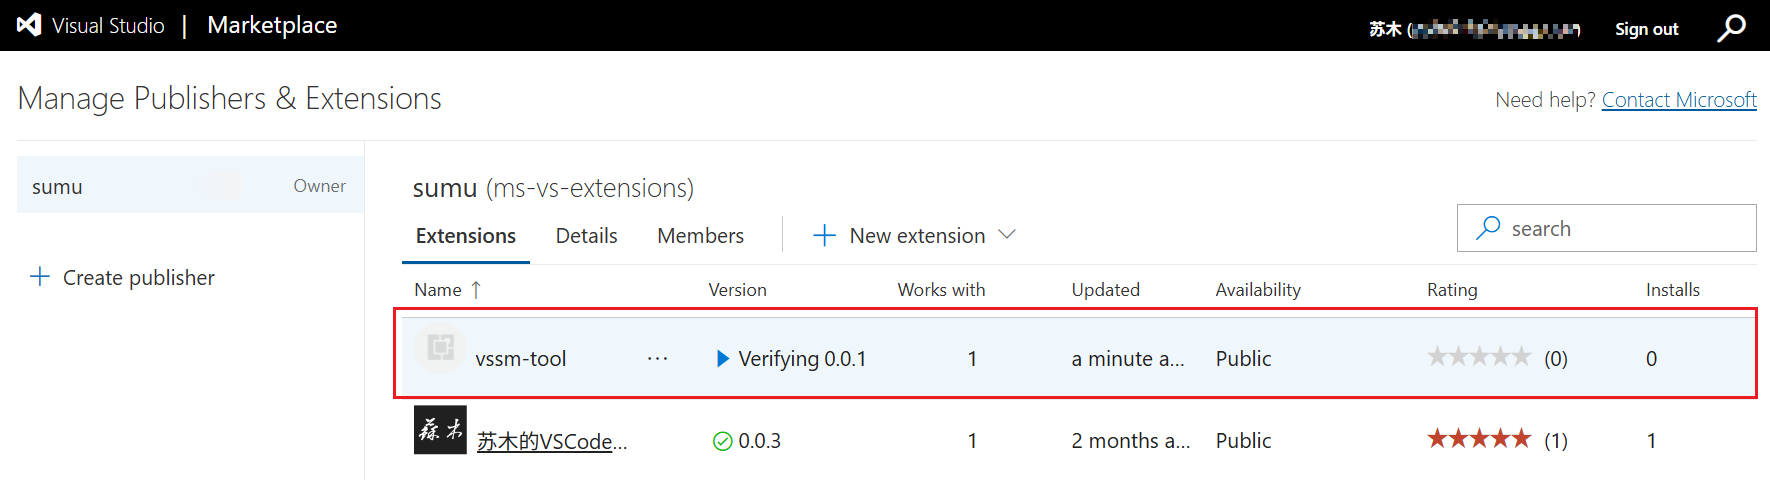 Visual Studio | Marketplace
苏木 (
Sign out
Manage Publishers & Extensions
Need help? Contact Microsoft
sumu Owner
Create publisher
sumu (ms-vs-extensions)
Extensions Details Members New extension
search
Name ↑ Version Works with Updated Availability Rating Installs
vssm-tool ... Verifying 0.0.1 1 a minute a... Public (0) 0
蘇木
苏木的VSCode... 0.0.3 1 2 months a... Public (1) 1